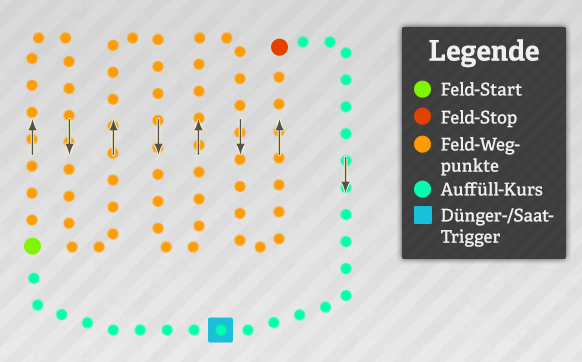 Legende
Feld-Start
Feld-Stop
Feld-Weg-
punkte
Auffüll-Kurs
Dünger-/Saat-
Trigger